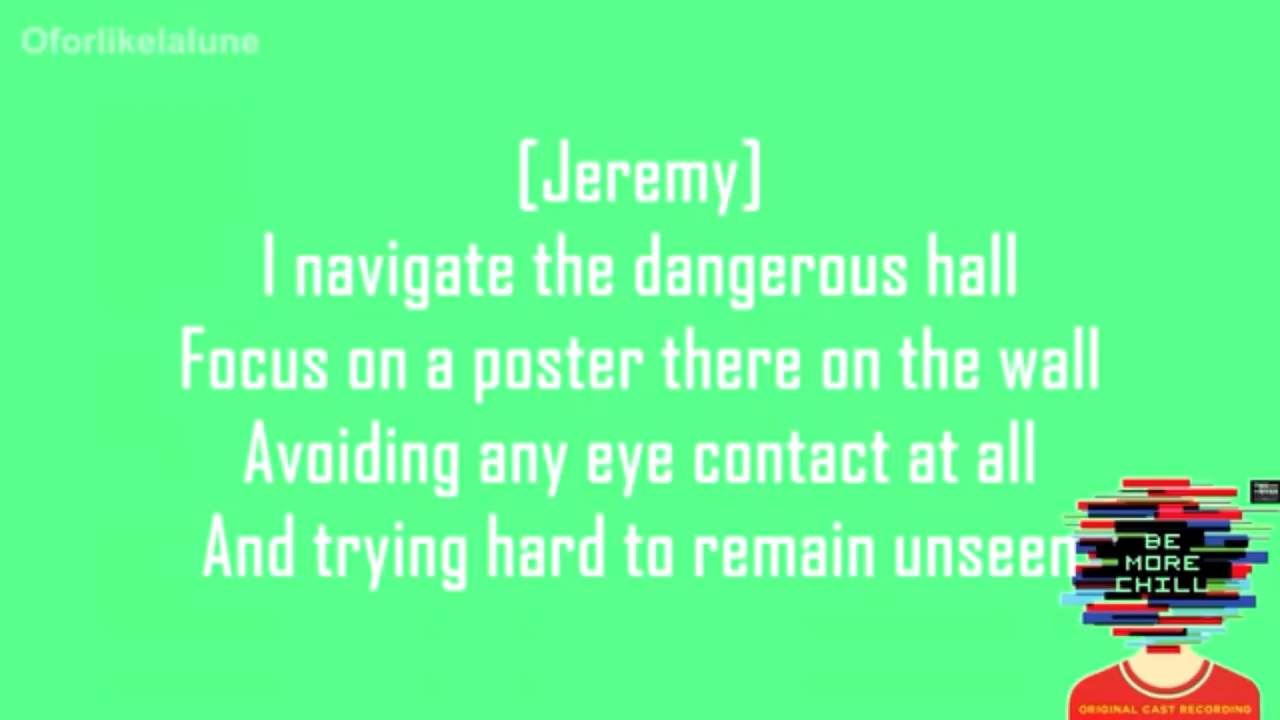 Oforlikelalune
[Jeremy]
I navigate the dangerous hall
Focus on a poster there on the wall
Avoiding any eye contact at all
And trying hard to remain unseen
BE
MORE
CHILL
ORIGINAL CAST RECORDING